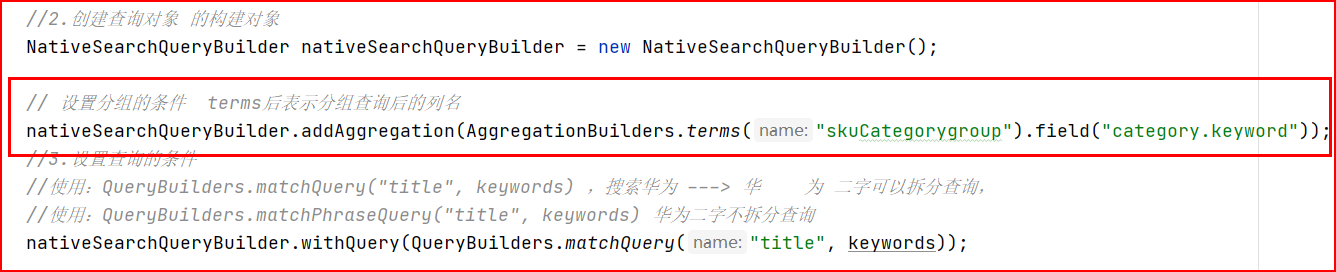 //2.创建查询对象 的构建对象
NativeSearchQueryBuilder nativeSearchQueryBuilder = new NativeSearchQueryBuilder();
// 设置分组的条件  terms后表示分组查询后的列名
nativeSearchQueryBuilder.addAggregation(AggregationBuilders.terms( name: "skuCategorygroup").field("category.keyword"));
//3.设置查询的条件
//使用：QueryBuilders.matchQuery("title", keywords) ，搜索华为 ---> 华    为 二字可以拆分查询，
//使用：QueryBuilders.matchPhraseQuery("title", keywords) 华为二字不拆分查询
nativeSearchQueryBuilder.withQuery(QueryBuilders.matchQuery( name: "title", keywords));